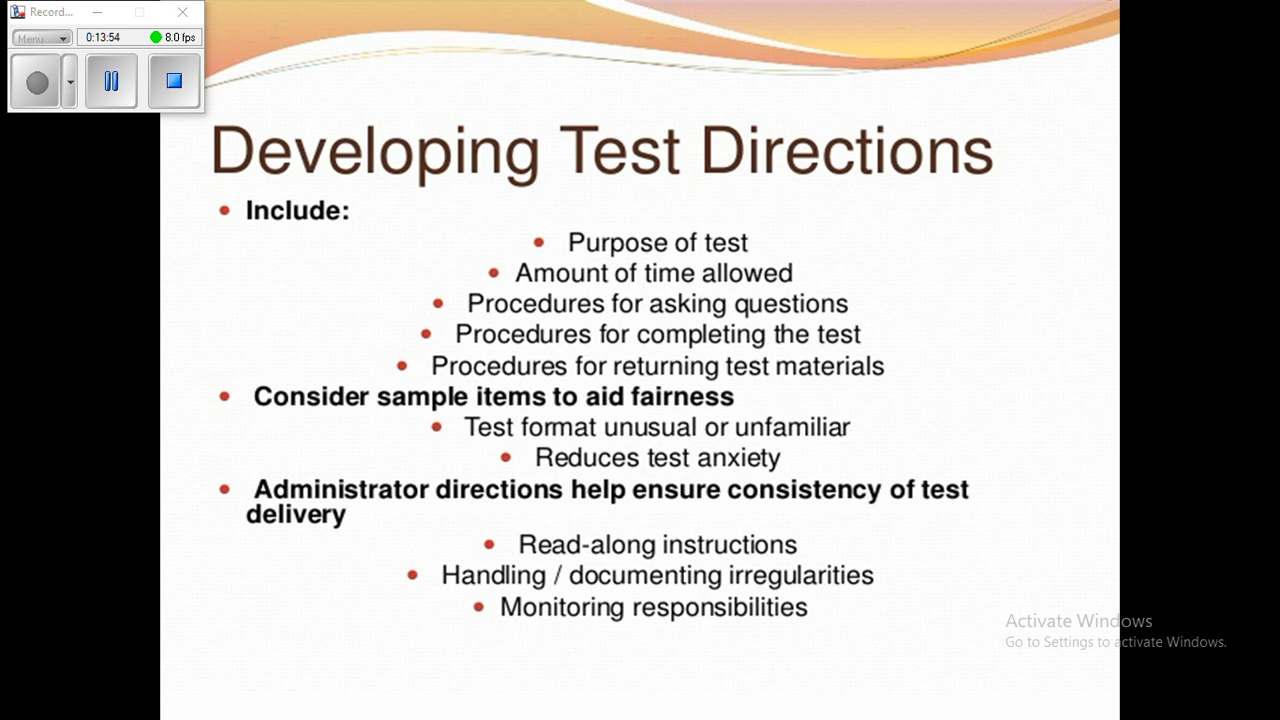 Record...
Menu
0:13:54
8.0 fps
Developing Test Directions
• Include:
• Purpose of test
• Amount of time allowed
• Procedures for asking questions
• Procedures for completing the test
• Procedures for returning test materials
• Consider sample items to aid fairness
• Test format unusual or unfamiliar
• Reduces test anxiety
• Administrator directions help ensure consistency of test
delivery
• Read-along instructions
• Handling / documenting irregularities
• Monitoring responsibilities
Activate Windows
Go to Settings to activate Windows.